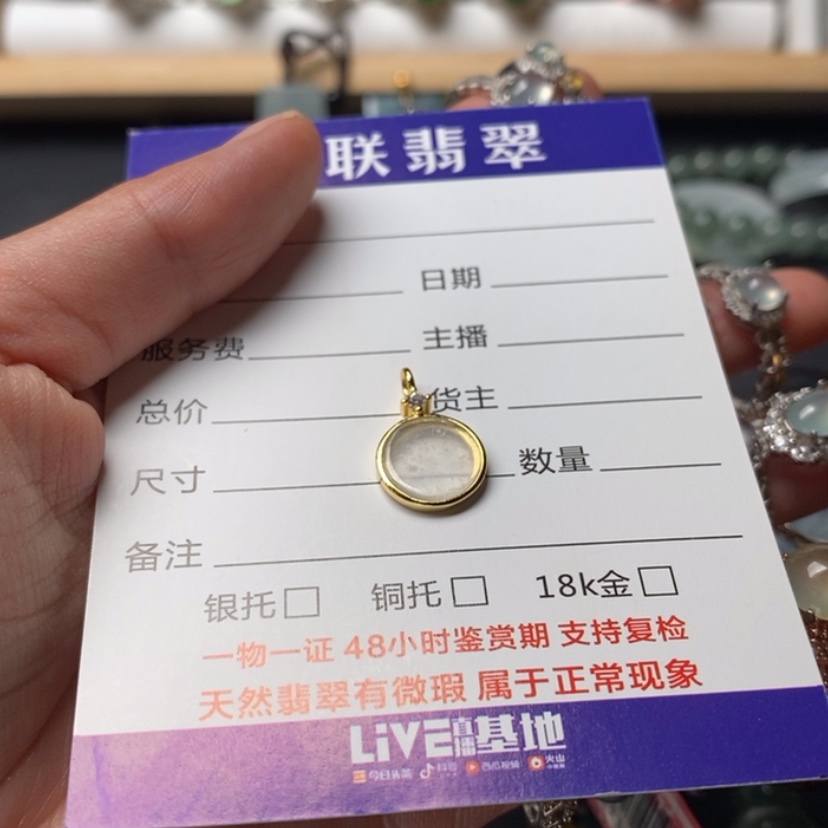 联翡翠
日期
服务费 主播
总价 货主
尺寸 数量
备注
银托 铜托 18k金
一物一证 48小时鉴赏期 支持复检
天然翡翠有微瑕 属于正常现象
LiVE直播基地
今日头条 抖音 西瓜视频 火山